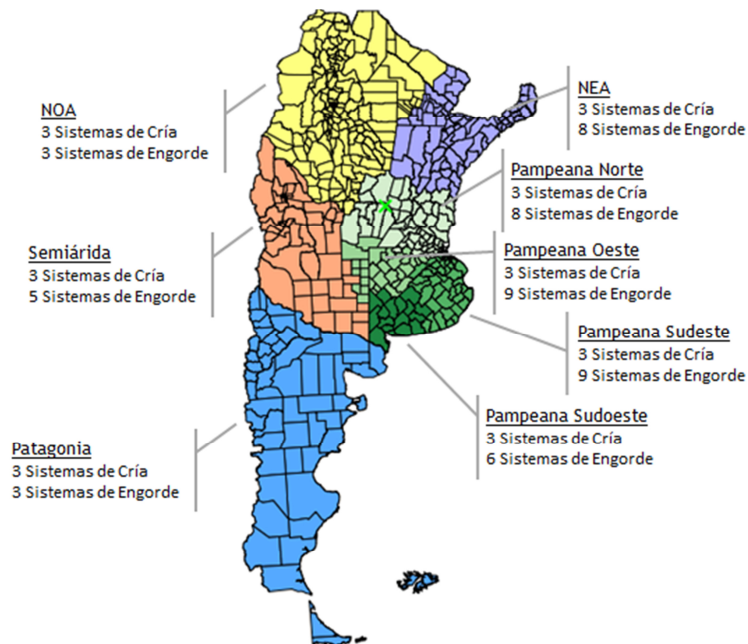 NOA
3 Sistemas de Cría
3 Sistemas de Engorde
NEA
3 Sistemas de Cría
8 Sistemas de Engorde
Pampeana Norte
3 Sistemas de Cría
8 Sistemas de Engorde
Semiárida
3 Sistemas de Cría
5 Sistemas de Engorde
Pampeana Oeste
3 Sistemas de Cría
9 Sistemas de Engorde
Pampeana Sudeste
3 Sistemas de Cría
9 Sistemas de Engorde
Pampeana Sudoeste
3 Sistemas de Cría
6 Sistemas de Engorde
Patagonia
3 Sistemas de Cría
3 Sistemas de Engorde